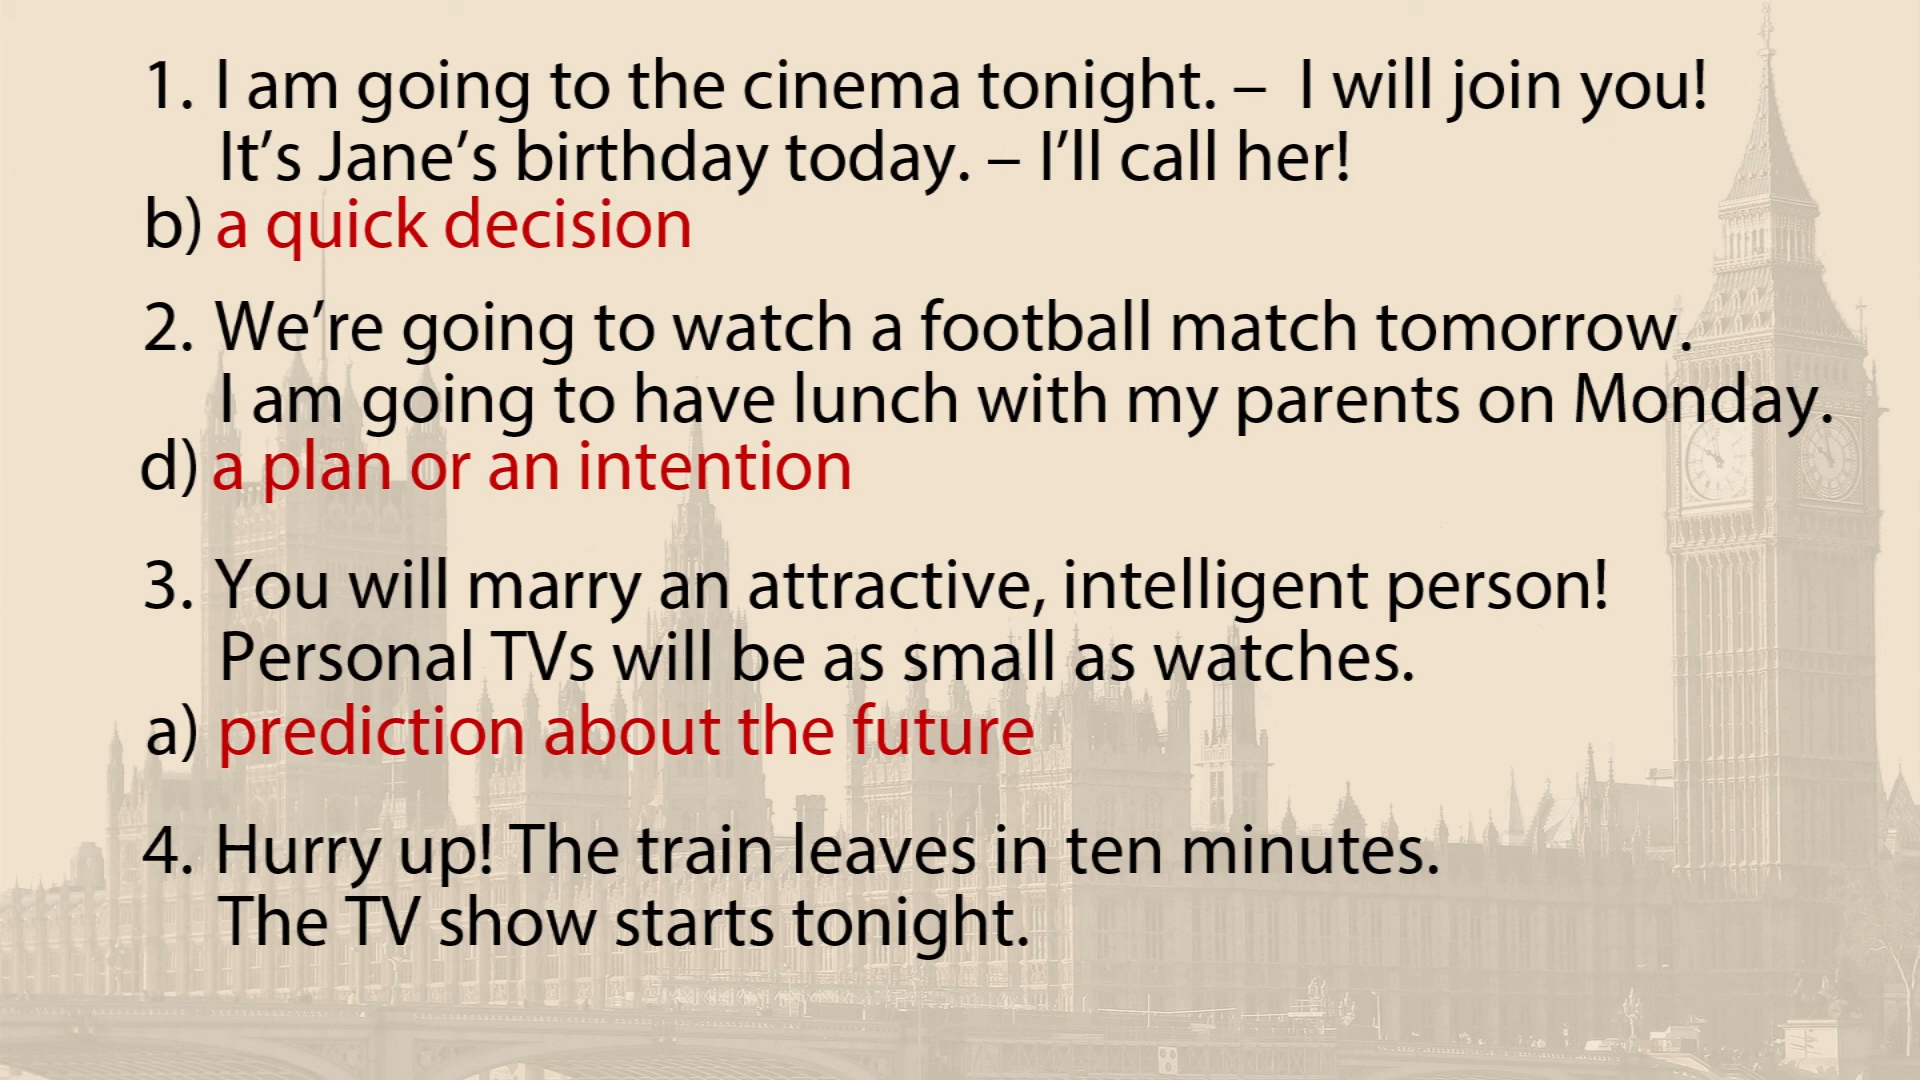 1. I am going to the cinema tonight. – I will join you!
It’s Jane’s birthday today. – I’ll call her!
b) a quick decision
2. We’re going to watch a football match tomorrow.
I am going to have lunch with my parents on Monday.
d) a plan or an intention
3. You will marry an attractive, intelligent person!
Personal TVs will be as small as watches.
a) prediction about the future
4. Hurry up! The train leaves in ten minutes.
The TV show starts tonight.